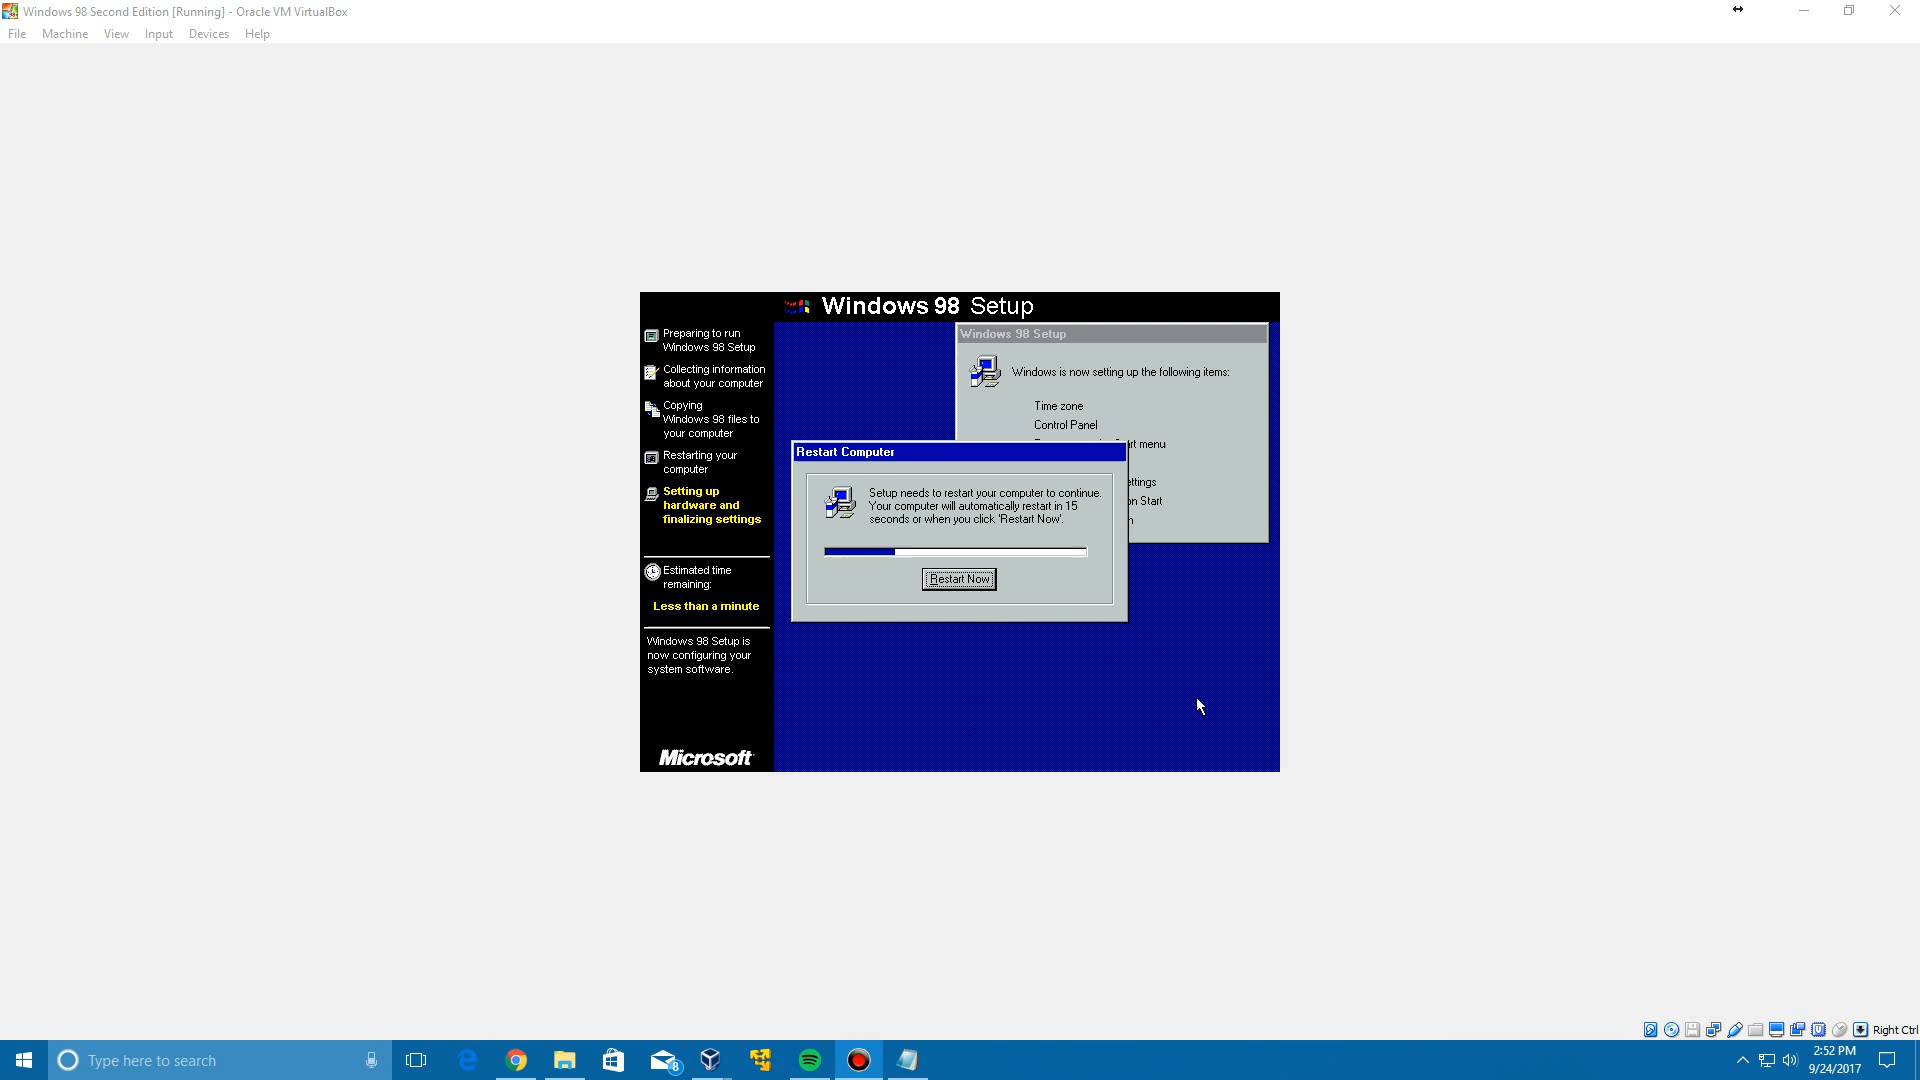 Windows 98 Second Edition [Running] - Oracle VM VirtualBox
File Machine View Input Devices Help
Windows 98 Setup
Preparing to run
Windows 98 Setup
Collecting information
about your computer
Copying
Windows 98 files to
your computer
Restarting your
computer
Setting up
hardware and
finalizing settings
Estimated time
remaining:
Less than a minute
Windows 98 Setup is
now configuring your
system software.
Microsoft
Windows 98 Setup
Windows is now setting up the following items:
Time zone
Control Panel
menu
Start
Restart Computer
Setup needs to restart your computer to continue.
Your computer will automatically restart in 15
seconds or when you click 'Restart Now'.
Restart Now
Right Ctrl
Type here to search
8
2:52 PM
9/24/2017